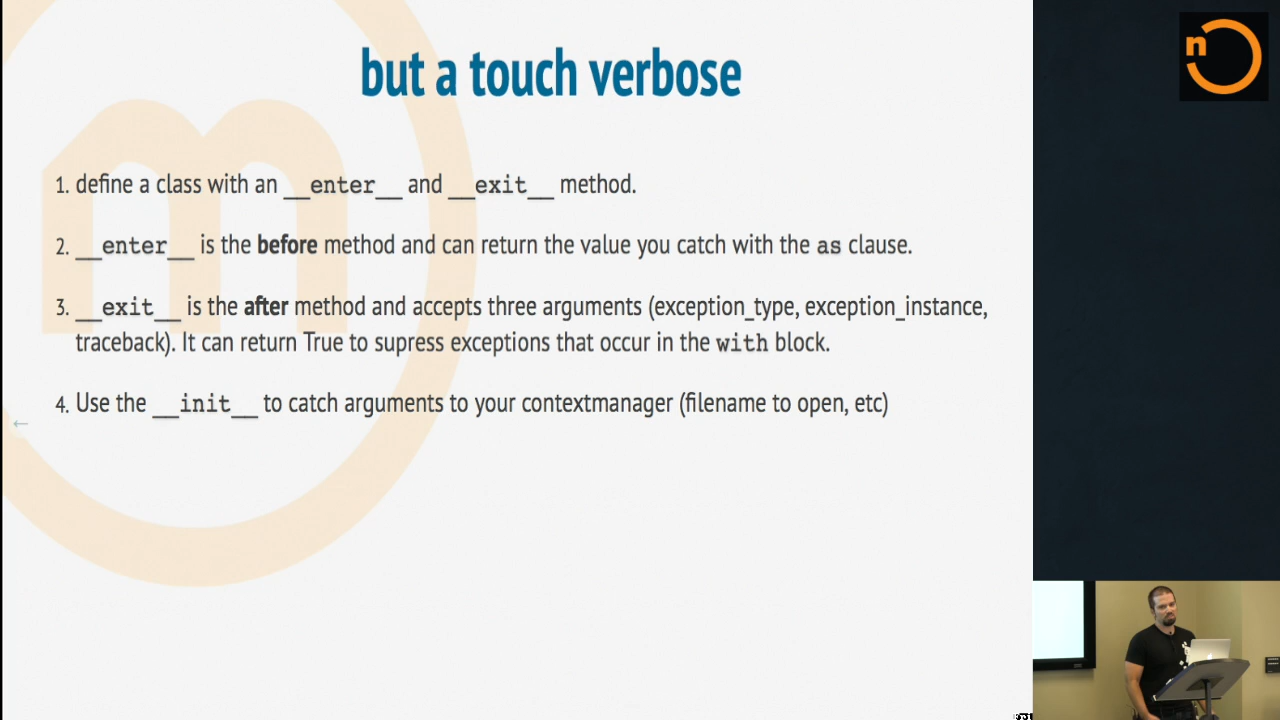 but a touch verbose
1. define a class with an __enter__ and __exit__ method.
2. __enter__ is the before method and can return the value you catch with the as clause.
3. __exit__ is the after method and accepts three arguments (exception_type, exception_instance,
traceback). It can return True to supress exceptions that occur in the with block.
4. Use the __init__ to catch arguments to your contextmanager (filename to open, etc)
←
n